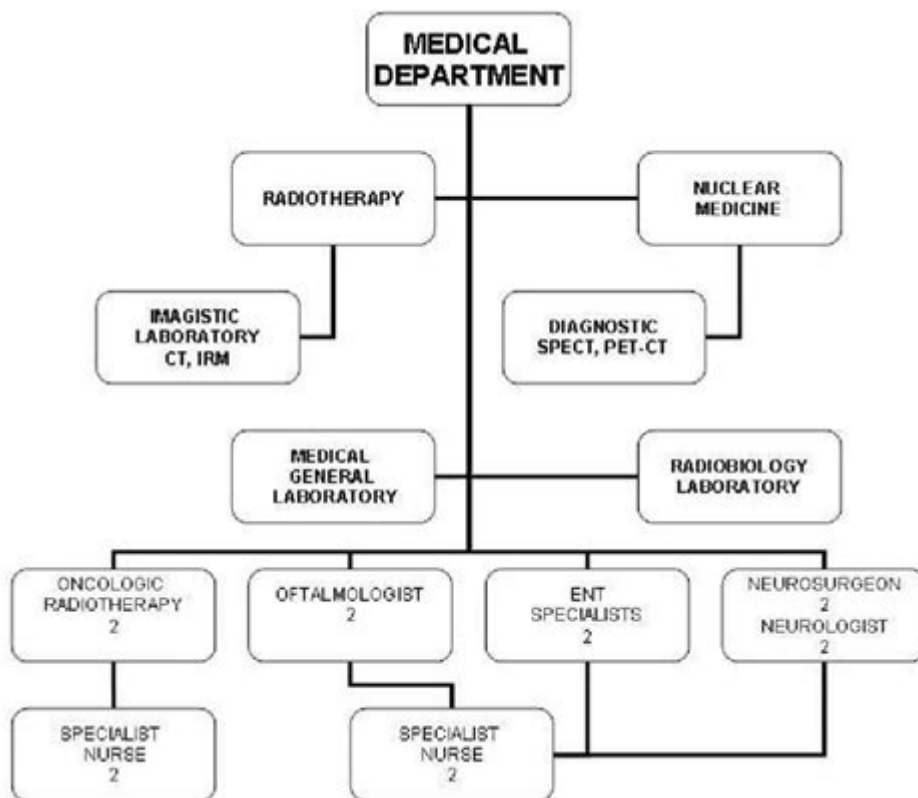 MEDICAL
DEPARTMENT
RADIOTHERAPY
NUCLEAR
MEDICINE
IMAGISTIC
LABORATORY
CT, IRM
DIAGNOSTIC
SPECT, PET-CT
MEDICAL
GENERAL
LABORATORY
RADIOBIOLOGY
LABORATORY
ONCOLOGIC
RADIOTHERAPY
2
OFTALMOLOGIST
2
ENT
SPECIALISTS
2
NEUROSURGEON
2
NEUROLOGIST
2
SPECIALIST
NURSE
2
SPECIALIST
NURSE
2